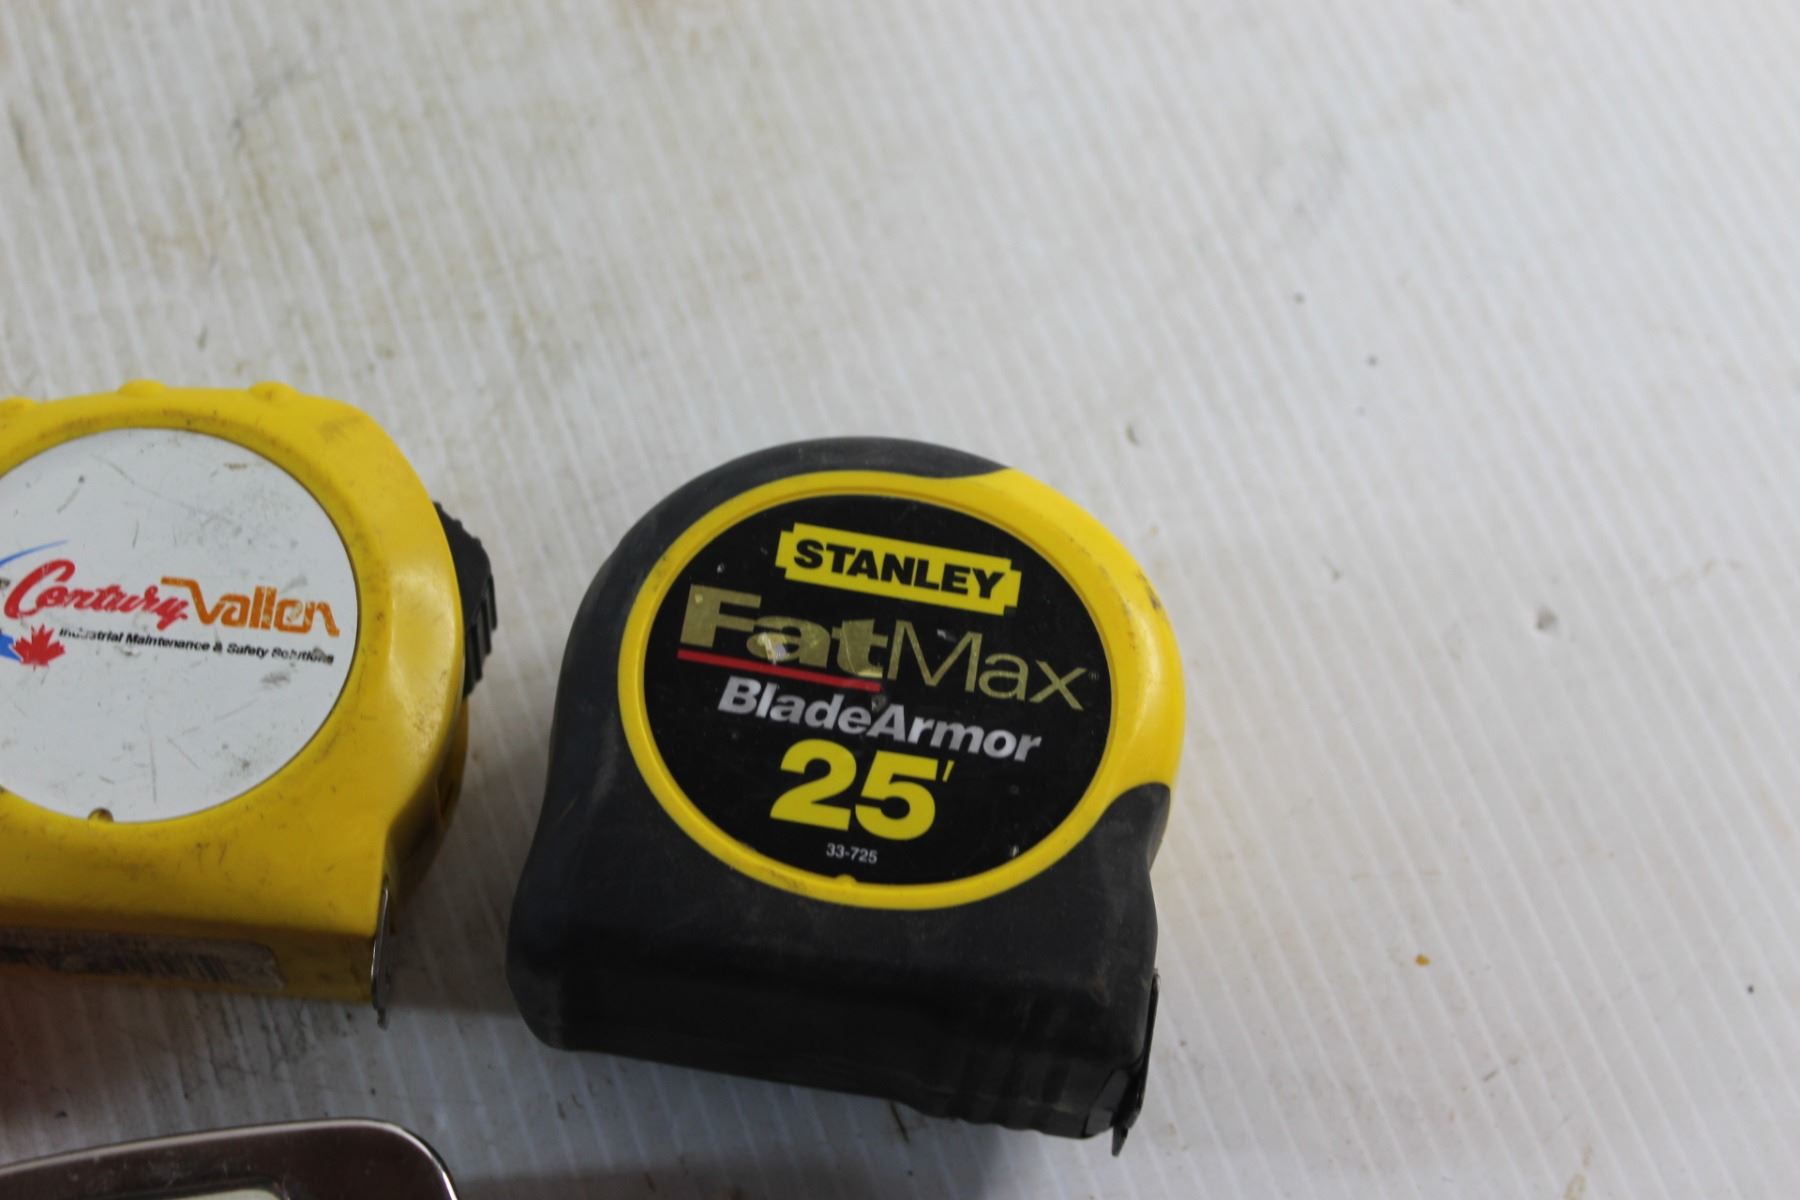 Century Vallen
Industrial Maintenance & Safety Solutions
STANLEY
FatMax®
BladeArmor
25'
33-725